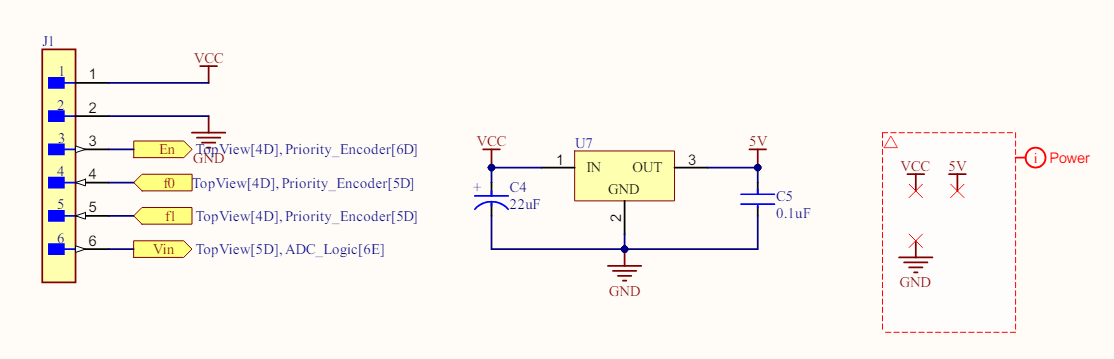 J1
VCC
1 1
2 2
3 3 En TopView[4D], Priority_Encoder[6D]
GND
4 4 f0 TopView[4D], Priority_Encoder[5D]
5 5 f1 TopView[4D], Priority_Encoder[5D]
6 6 Vin TopView[5D], ADC_Logic[6E]
VCC U7 5V
1 IN OUT 3
GND
+ C4
22uF
2
C5
0.1uF
GND
i Power
VCC 5V
GND